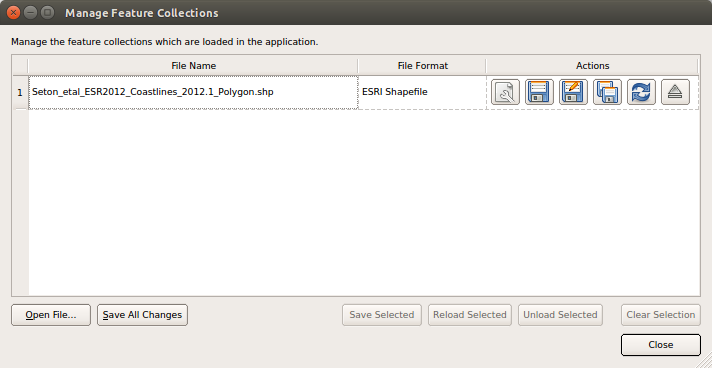 Manage Feature Collections
Manage the feature collections which are loaded in the application.
File Name File Format Actions
1 Seton_etal_ESR2012_Coastlines_2012.1_Polygon.shp ESRI Shapefile
Open File... Save All Changes Save Selected Reload Selected Unload Selected Clear Selection
Close